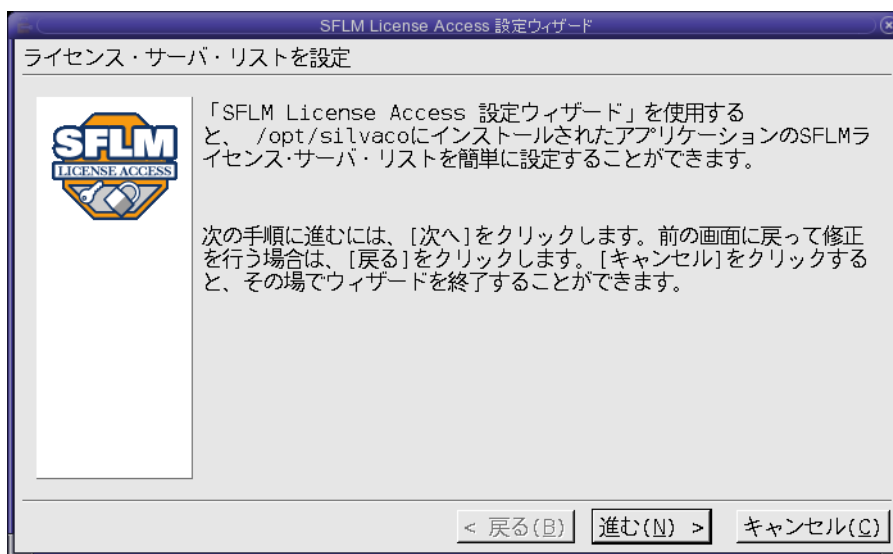 SFLM License Access 設定ウィザード
ライセンス・サーバ・リストを設定
SFLM
LICENSE ACCESS
「SFLM License Access 設定ウィザード」を使用する
と、 /opt/silvacoにインストールされたアプリケーションのSFLMラ
イセンス・サーバ・リストを簡単に設定することができます。
次の手順に進むには、[次へ]をクリックします。前の画面に戻って修正
を行う場合は、[戻る]をクリックします。[キャンセル]をクリックする
と、その場でウィザードを終了することができます。
< 戻る(B) 進む(N) > キャンセル(C)